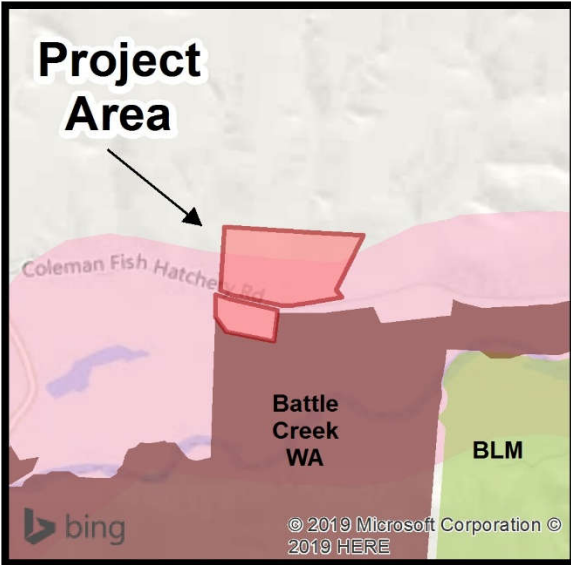 Project
Area
Coleman Fish Hatchery Rd
Battle
Creek
WA
BLM
bing
© 2019 Microsoft Corporation ©
2019 HERE